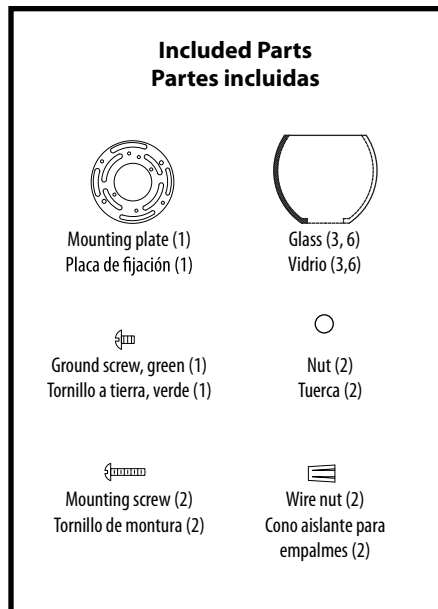 Included Parts
Partes incluidas
Mounting plate (1)
Placa de fijación (1)
Glass (3, 6)
Vidrio (3,6)
Ground screw, green (1)
Tornillo a tierra, verde (1)
Nut (2)
Tuerca (2)
Mounting screw (2)
Tornillo de montura (2)
Wire nut (2)
Cono aislante para
empalmes (2)